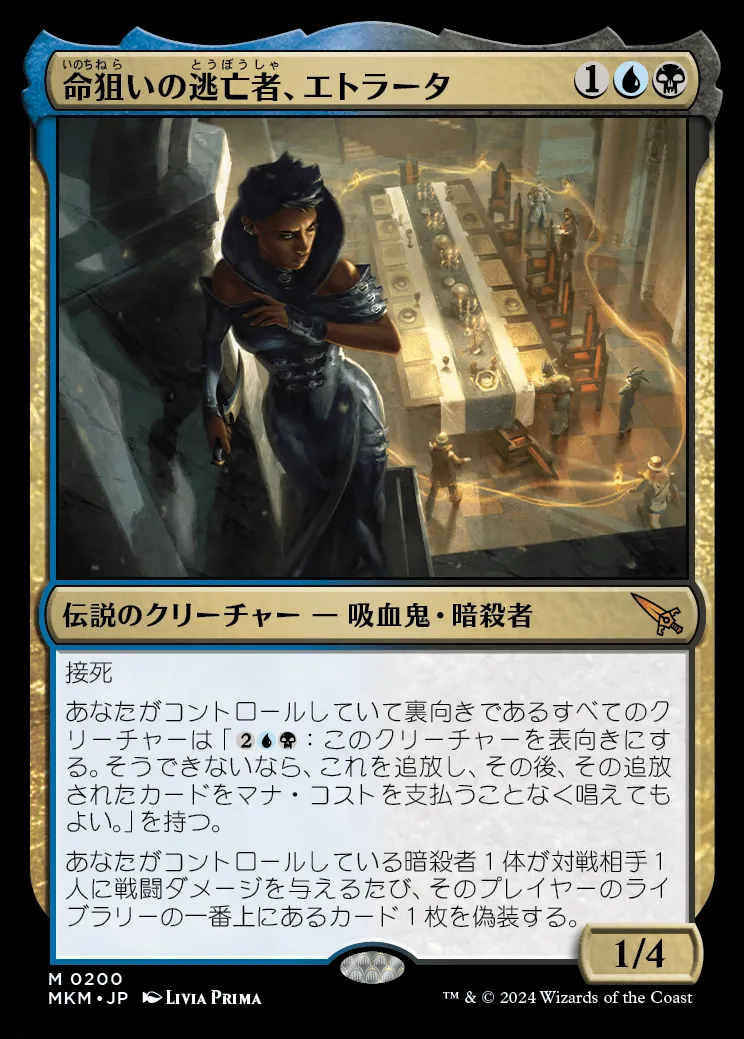 いのちねら とうぼうしゃ
命狙いの逃亡者、エトラータ 1
伝説のクリーチャー — 吸血鬼・暗殺者
接死
あなたがコントロールしていて裏向きであるすべてのク
リーチャーは「2：このクリーチャーを表向きにす
る。そうできないなら、これを追放し、その後、その追放
されたカードをマナ・コストを支払うことなく唱えても
よい。」を持つ。
あなたがコントロールしている暗殺者１体が対戦相手１
人に戦闘ダメージを与えるたび、そのプレイヤーのライ
ブラリーの一番上にあるカード１枚を偽装する。
1/4
M 0200
MKM・JP LIVIA PRIMA
™ & © 2024 Wizards of the Coast